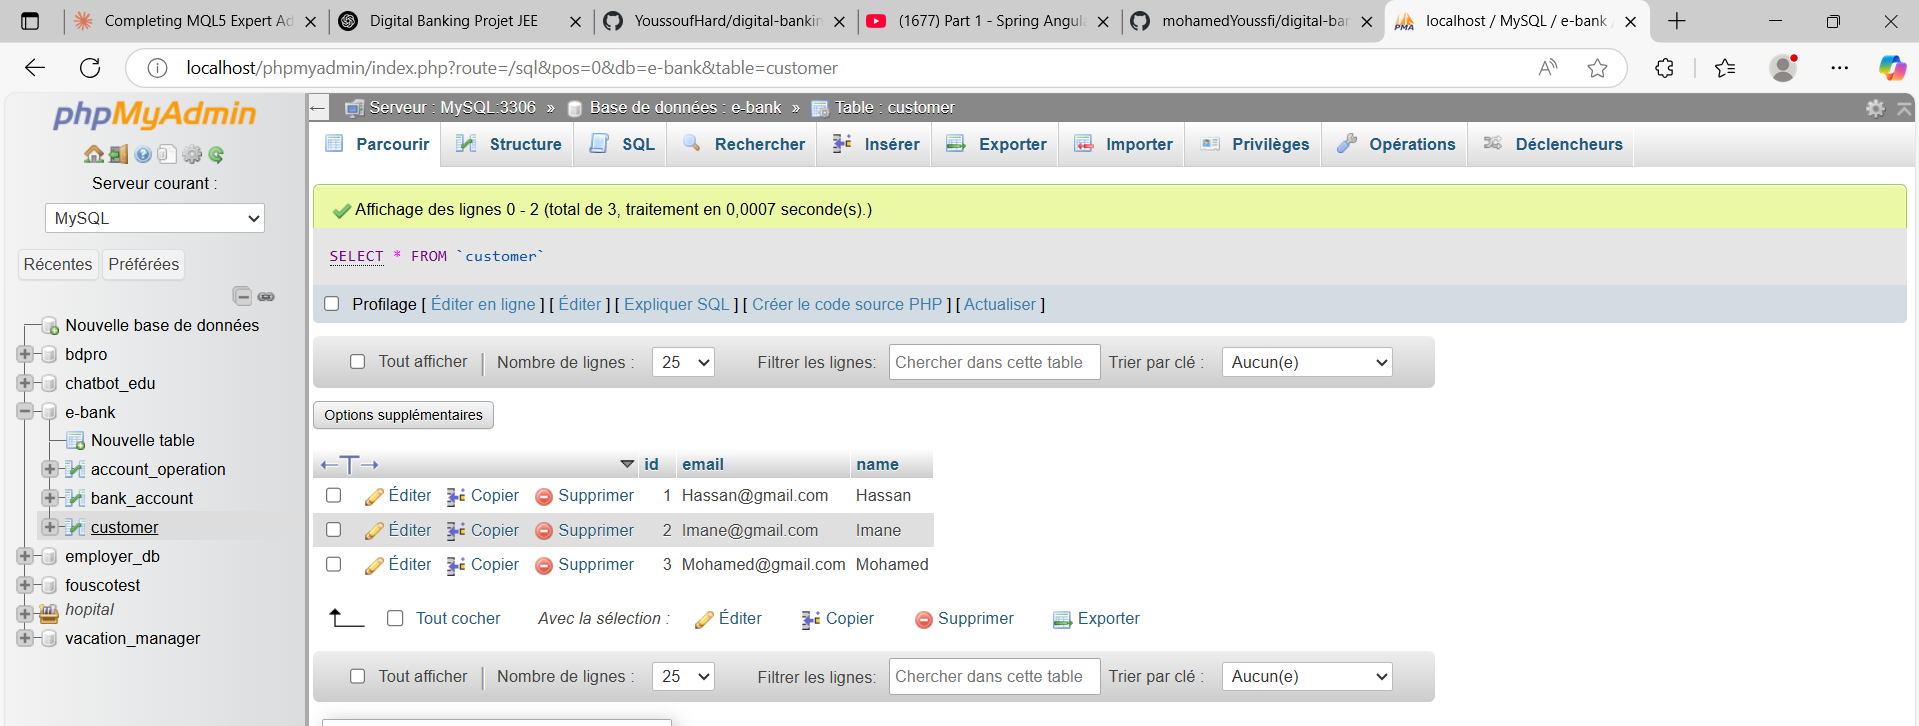 Completing MQL5 Expert Ad
Digital Banking Projet JEE
YoussoufHard/digital-bankin
(1677) Part 1 - Spring Angula
mohamedYoussfi/digital-bar
localhost / MySQL / e-bank /
localhost/phpmyadmin/index.php?route=/sql&pos=0&db=e-bank&table=customer
phpMyAdmin
Serveur courant :
MySQL
Récentes
Préférées
Nouvelle base de données
bdpro
chatbot_edu
e-bank
Nouvelle table
account_operation
bank_account
customer
employer_db
fouscotest
hopital
vacation_manager
Serveur : MySQL:3306 » Base de données : e-bank » Table : customer
Parcourir Structure SQL Rechercher Insérer Exporter Importer Privilèges Opérations Déclencheurs
Affichage des lignes 0 - 2 (total de 3, traitement en 0,0007 seconde(s).)
SELECT * FROM `customer`
Profilage [ Éditer en ligne ] [ Éditer ] [ Expliquer SQL ] [ Créer le code source PHP ] [ Actualiser ]
Tout afficher Nombre de lignes : 25 Filtrer les lignes: Chercher dans cette table Trier par clé : Aucun(e)
Options supplémentaires
id email name
Éditer Copier Supprimer 1 Hassan@gmail.com Hassan
Éditer Copier Supprimer 2 Imane@gmail.com Imane
Éditer Copier Supprimer 3 Mohamed@gmail.com Mohamed
Tout cocher Avec la sélection : Éditer Copier Supprimer Exporter
Tout afficher Nombre de lignes : 25 Filtrer les lignes: Chercher dans cette table Trier par clé : Aucun(e)